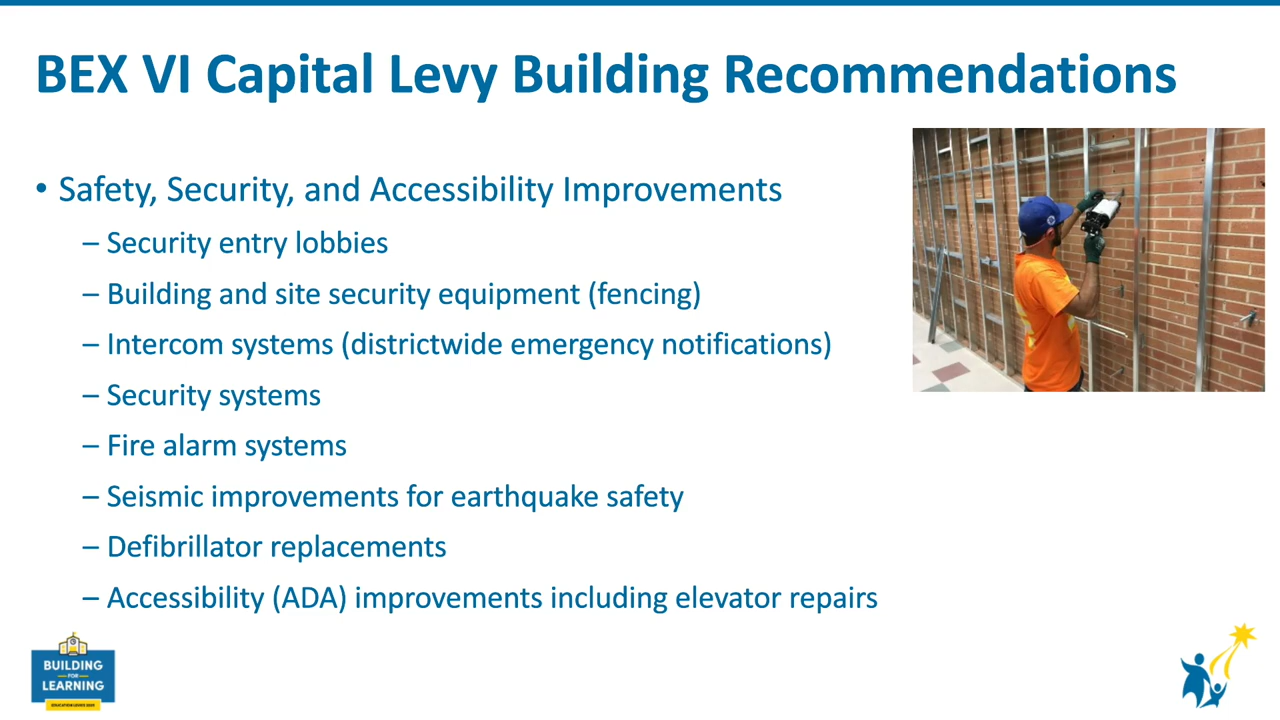 BEX VI Capital Levy Building Recommendations
• Safety, Security, and Accessibility Improvements
– Security entry lobbies
– Building and site security equipment (fencing)
– Intercom systems (districtwide emergency notifications)
– Security systems
– Fire alarm systems
– Seismic improvements for earthquake safety
– Defibrillator replacements
– Accessibility (ADA) improvements including elevator repairs
BUILDING
FOR
LEARNING